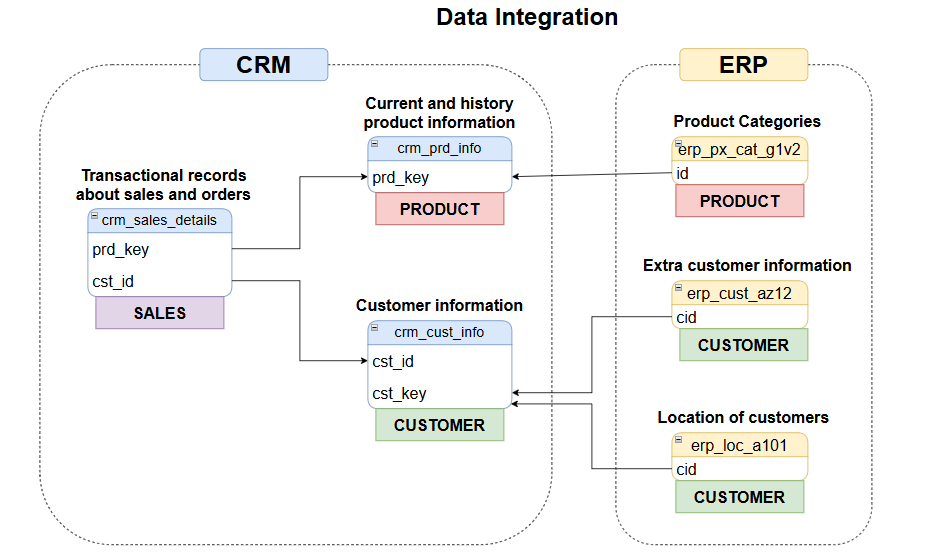 Data Integration
CRM
Current and history
product information
crm_prd_info
prd_key
PRODUCT
Transactional records
about sales and orders
crm_sales_details
prd_key
cst_id
SALES
Customer information
crm_cust_info
cst_id
cst_key
CUSTOMER
ERP
Product Categories
erp_px_cat_g1v2
id
PRODUCT
Extra customer information
erp_cust_az12
cid
CUSTOMER
Location of customers
erp_loc_a101
cid
CUSTOMER